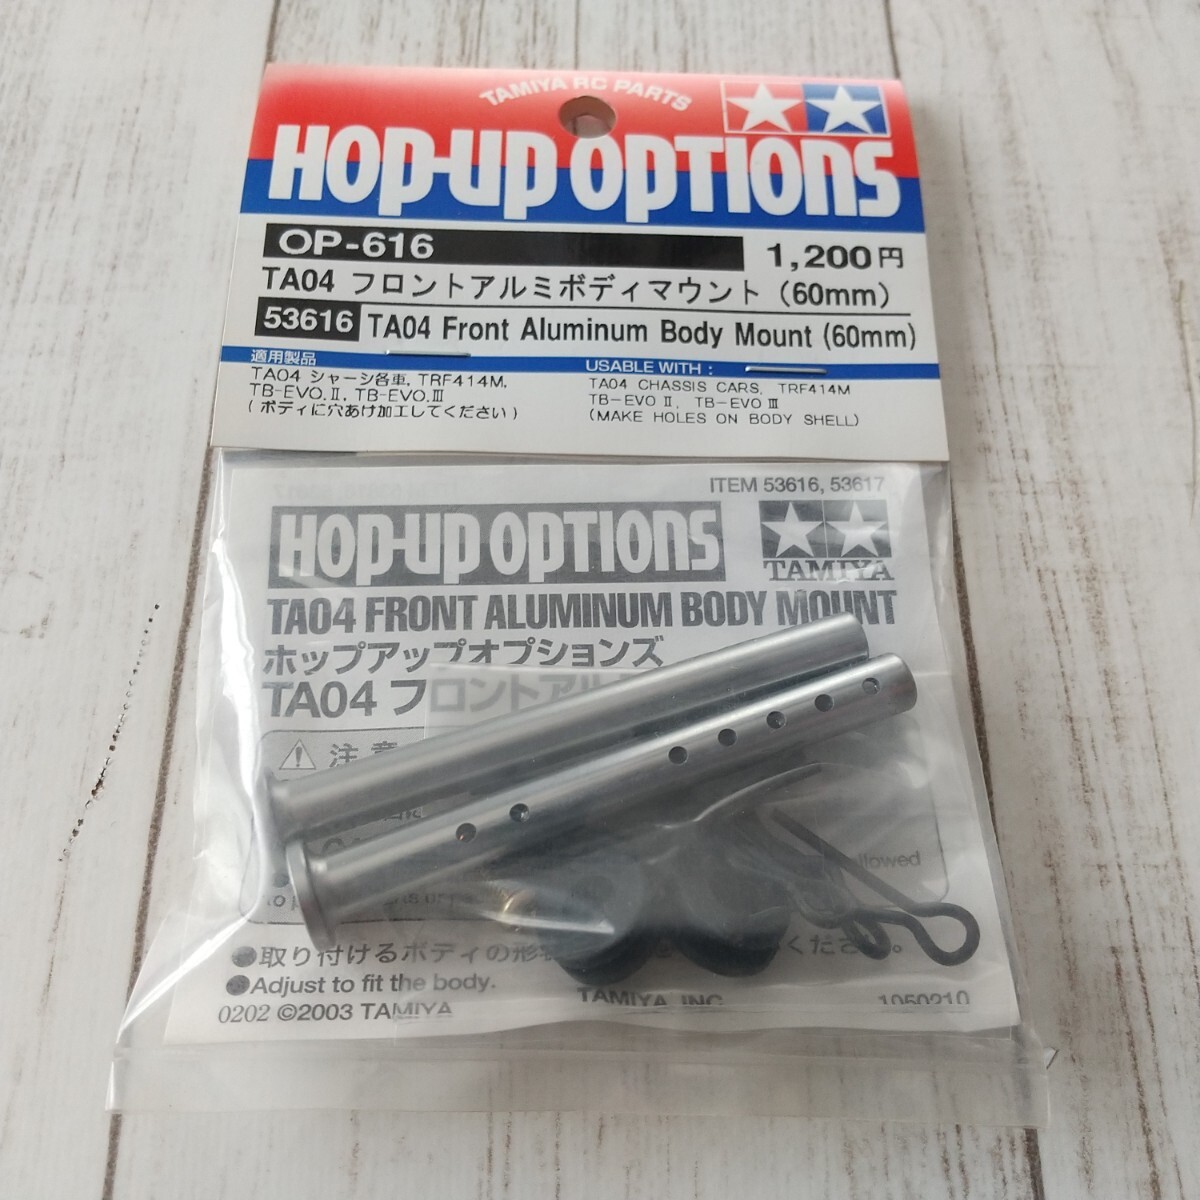 TAMIYA RC PARTS
HOP-UP OPTIONS
OP-616
1,200円
TA04 フロントアルミボディマウント (60mm)
53616 TA04 Front Aluminum Body Mount (60mm)
適用製品
TA04 シャーシ各車, TRF414M,
TB-EVO.Ⅱ, TB-EVO.Ⅲ
(ボディに穴あけ加工してください)
USABLE WITH :
TA04 CHASSIS CARS, TRF414M
TB-EVO Ⅱ, TB-EVO Ⅲ
(MAKE HOLES ON BODY SHELL)
ITEM 53616, 53617
HOP-UP OPTIONS
TAMIYA
TA04 FRONT ALUMINUM BODY MOUNT
ホップアップオプションズ
TA04 フロントアル
注意
allowed
●取り付けるボディの形 ください。
●Adjust to fit the body.
0202 ©2003 TAMIYA
TAMIYA, INC.
1050210